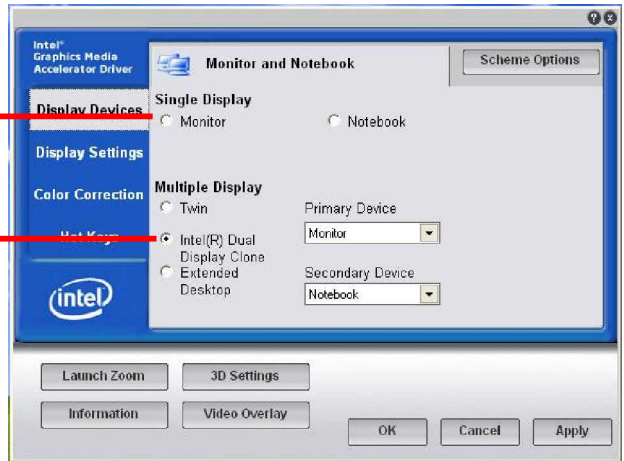 Intel®
Graphics Media
Accelerator Driver
Monitor and Notebook
Scheme Options
Display Devices
Display Settings
Color Correction
Hot Keys
intel
Single Display
Monitor
Notebook
Multiple Display
Twin
Intel(R) Dual
Display Clone
Extended
Desktop
Primary Device
Monitor
Secondary Device
Notebook
Launch Zoom
3D Settings
Information
Video Overlay
OK
Cancel
Apply